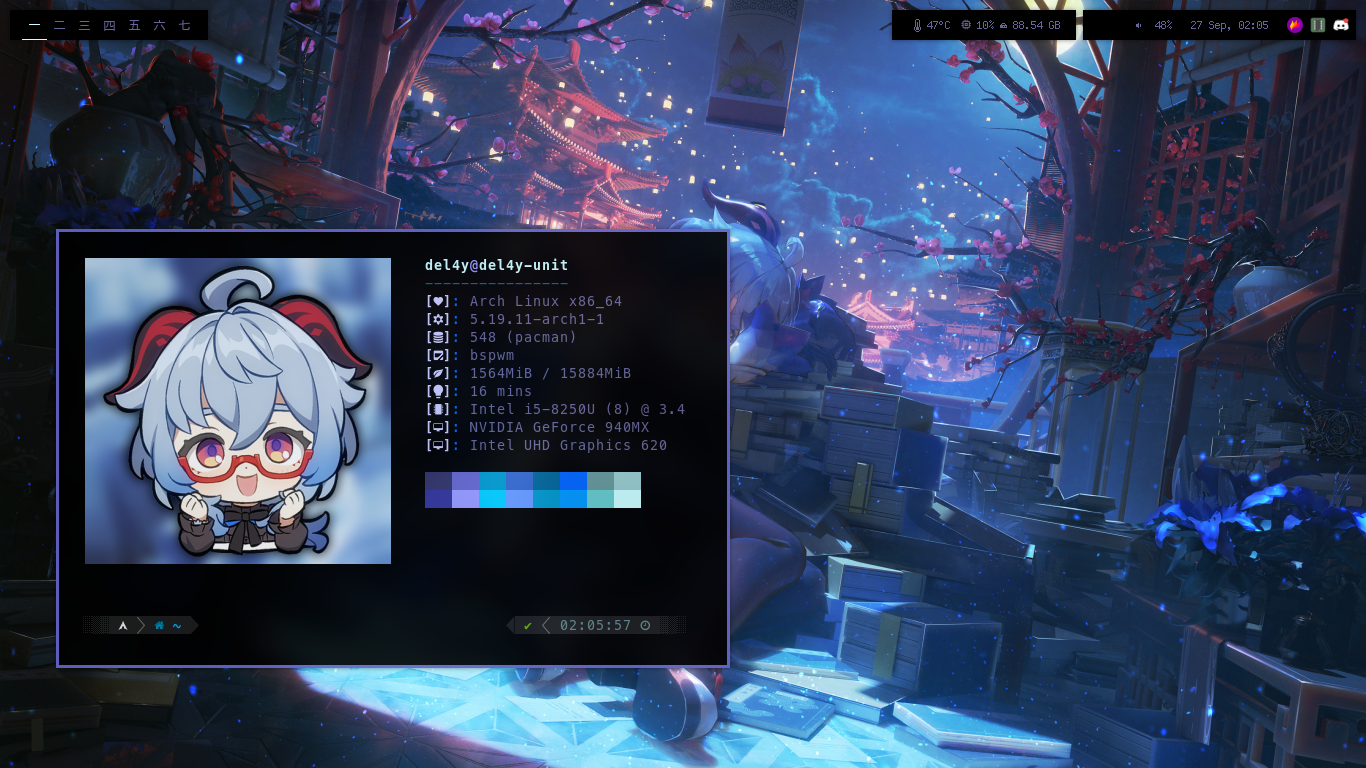 一 二 三 四 五 六 七
47°C 10% 88.54 GB
48% 27 Sep, 02:05
del4y@del4y-unit
----------------
[]: Arch Linux x86_64
[]: 5.19.11-arch1-1
[]: 548 (pacman)
[]: bspwm
[]: 1564MiB / 15884MiB
[]: 16 mins
[]: Intel i5-8250U (8) @ 3.4
[]: NVIDIA GeForce 940MX
[]: Intel UHD Graphics 620
~ ✔ 02:05:57